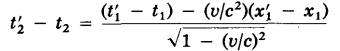 t′₂ − t₂ = (t′₁ − t₁) − (υ/c²)(x′₁ − x₁) / √1 − (υ/c)²